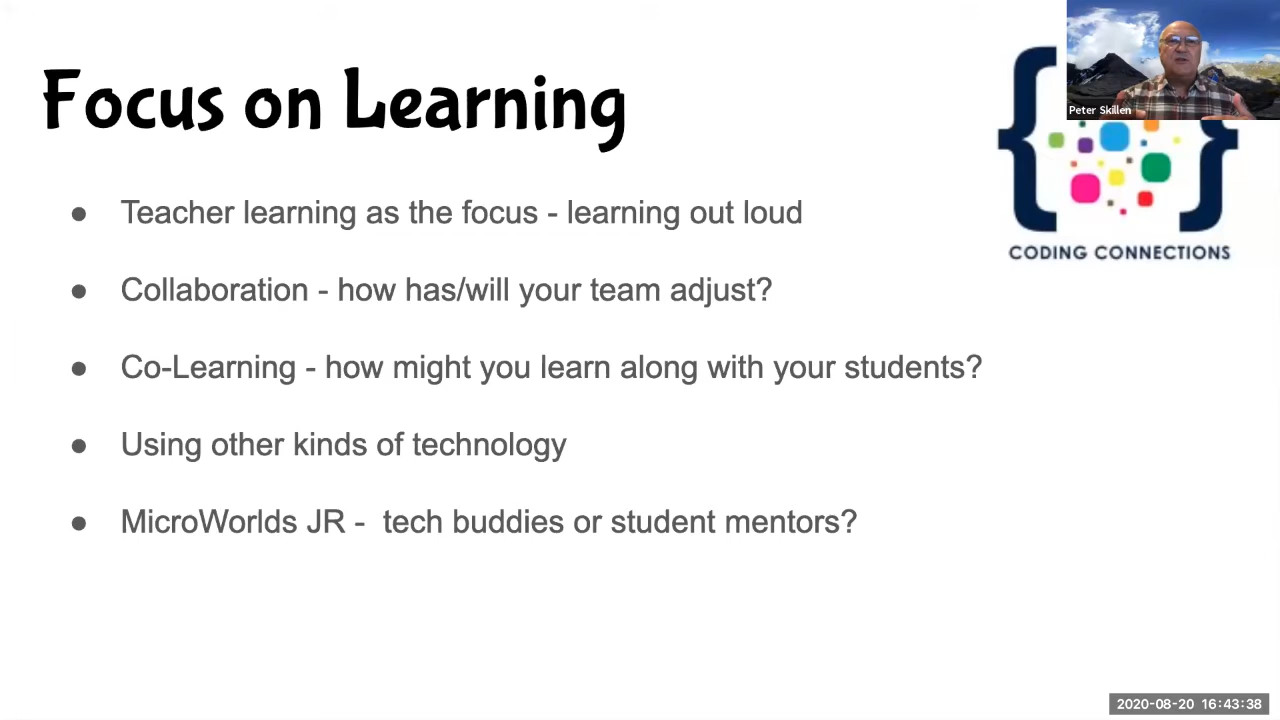 Focus on Learning
Peter Skillen
● Teacher learning as the focus - learning out loud
● Collaboration - how has/will your team adjust?
● Co-Learning - how might you learn along with your students?
● Using other kinds of technology
● MicroWorlds JR -  tech buddies or student mentors?
CODING CONNECTIONS
2020-08-20 16:43:38